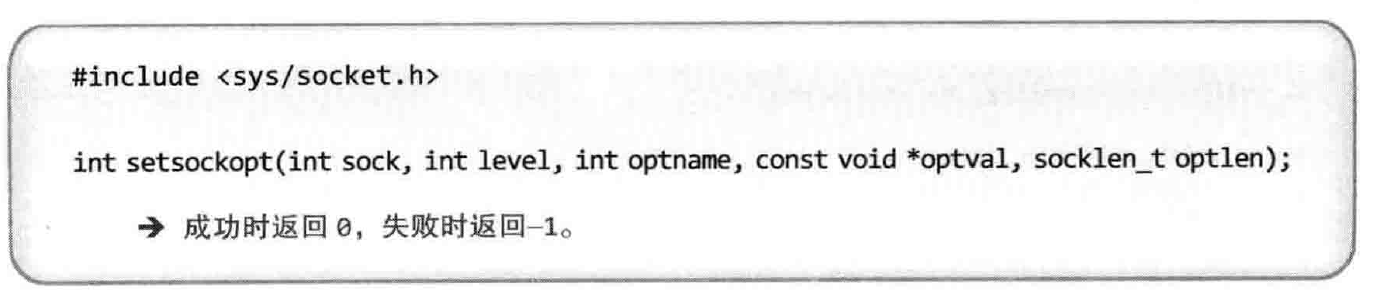 #include <sys/socket.h>
int setsockopt(int sock, int level, int optname, const void *optval, socklen_t optlen);
➔ 成功时返回 0，失败时返回–1。